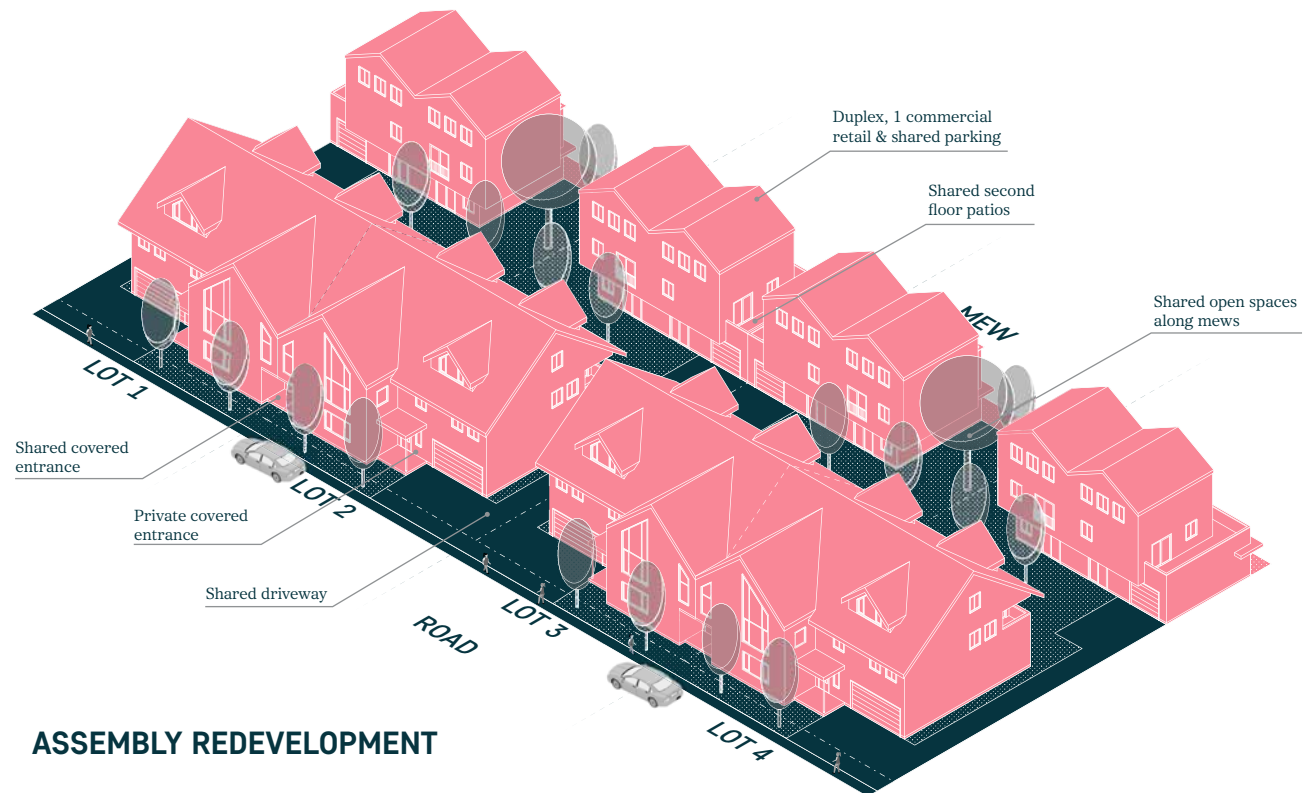 Duplex, 1 commercial
retail & shared parking
Shared second
floor patios
Shared open spaces
along mews
MEW
LOT 1
Shared covered
entrance
LOT 2
Private covered
entrance
Shared driveway
LOT 3
ROAD
LOT 4
ASSEMBLY REDEVELOPMENT